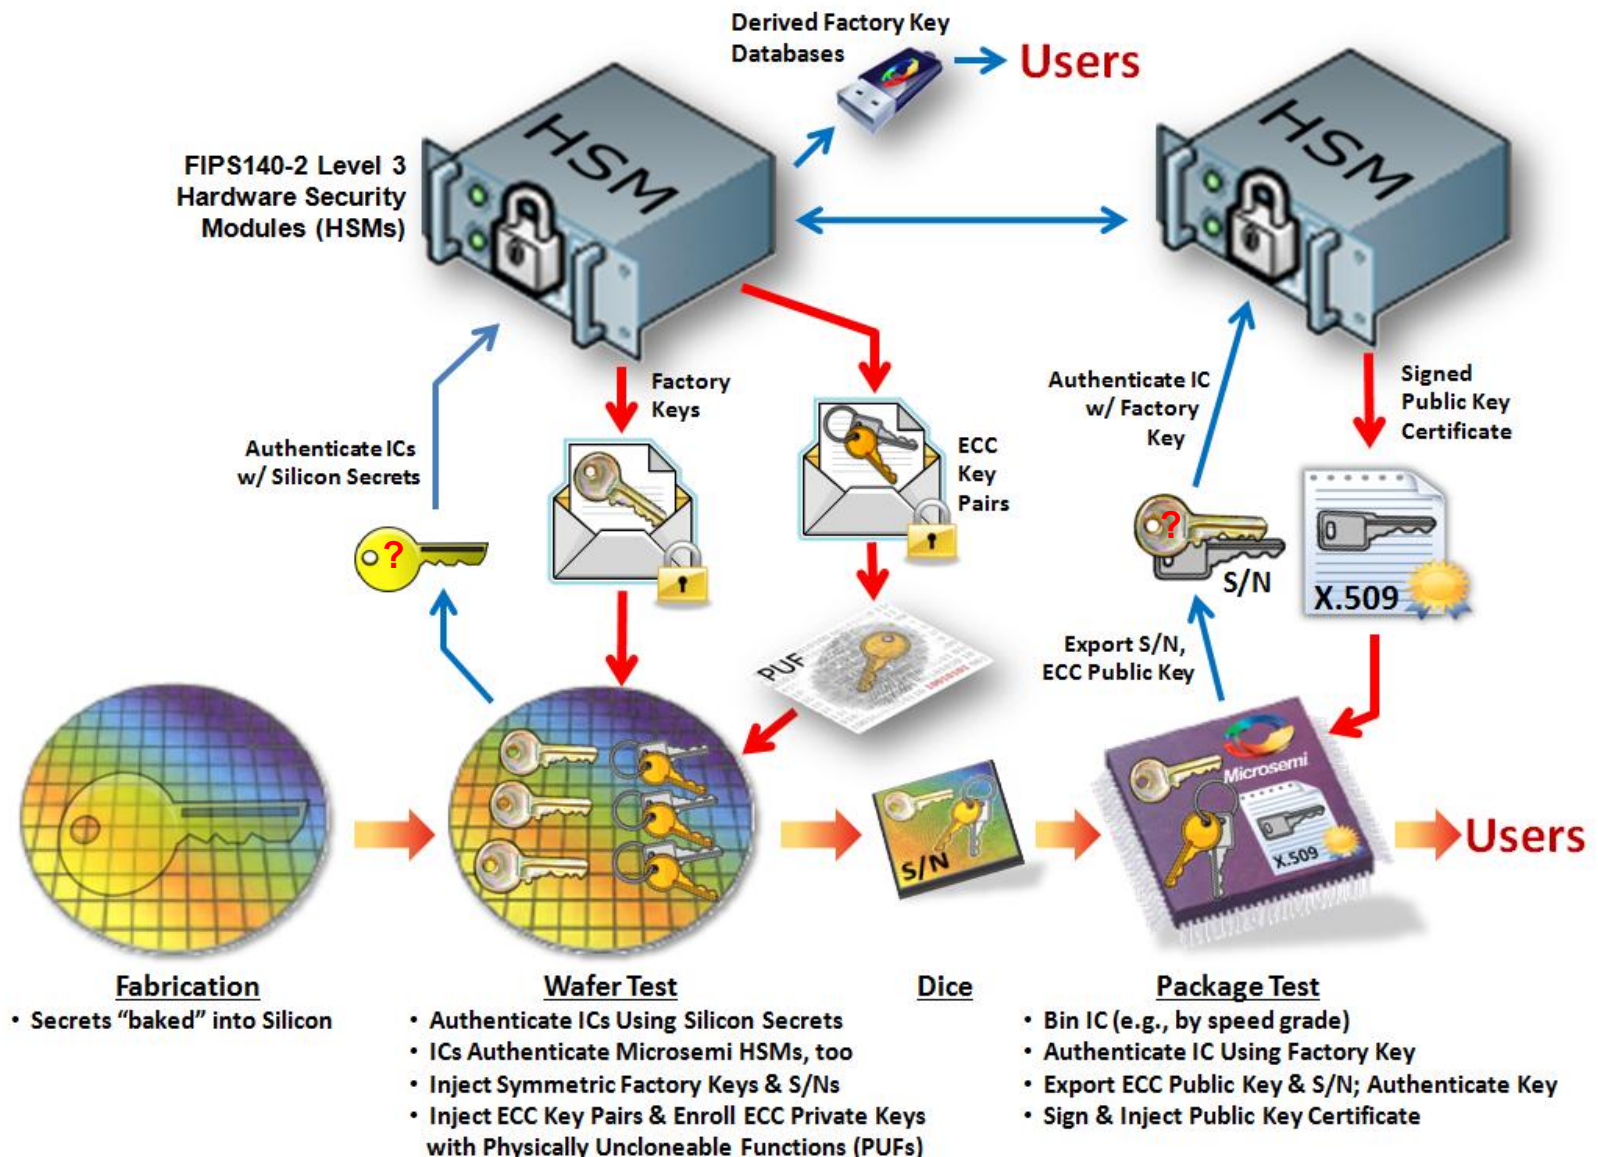 Derived Factory Key
Databases
Users
HSM
HSM
FIPS140-2 Level 3
Hardware Security
Modules (HSMs)
Factory
Keys
Authenticate IC
w/ Factory
Key
Signed
Public Key
Certificate
Authenticate ICs
w/ Silicon Secrets
ECC
Key
Pairs
?
?
S/N
X.509
PUF
Export S/N,
ECC Public Key
Microsemi
S/N
X.509
Users
Fabrication
• Secrets “baked” into Silicon
Wafer Test
• Authenticate ICs Using Silicon Secrets
• ICs Authenticate Microsemi HSMs, too
• Inject Symmetric Factory Keys & S/Ns
• Inject ECC Key Pairs & Enroll ECC Private Keys
with Physically Uncloneable Functions (PUFs)
Dice
Package Test
• Bin IC (e.g., by speed grade)
• Authenticate IC Using Factory Key
• Export ECC Public Key & S/N; Authenticate Key
• Sign & Inject Public Key Certificate